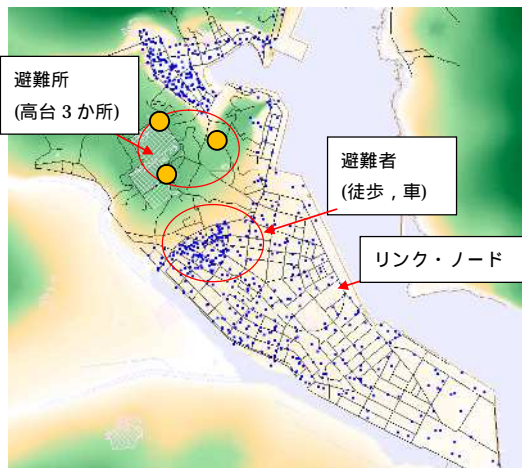 避難所
(高台３か所)
避難者
(徒歩，車)
リンク・ノード